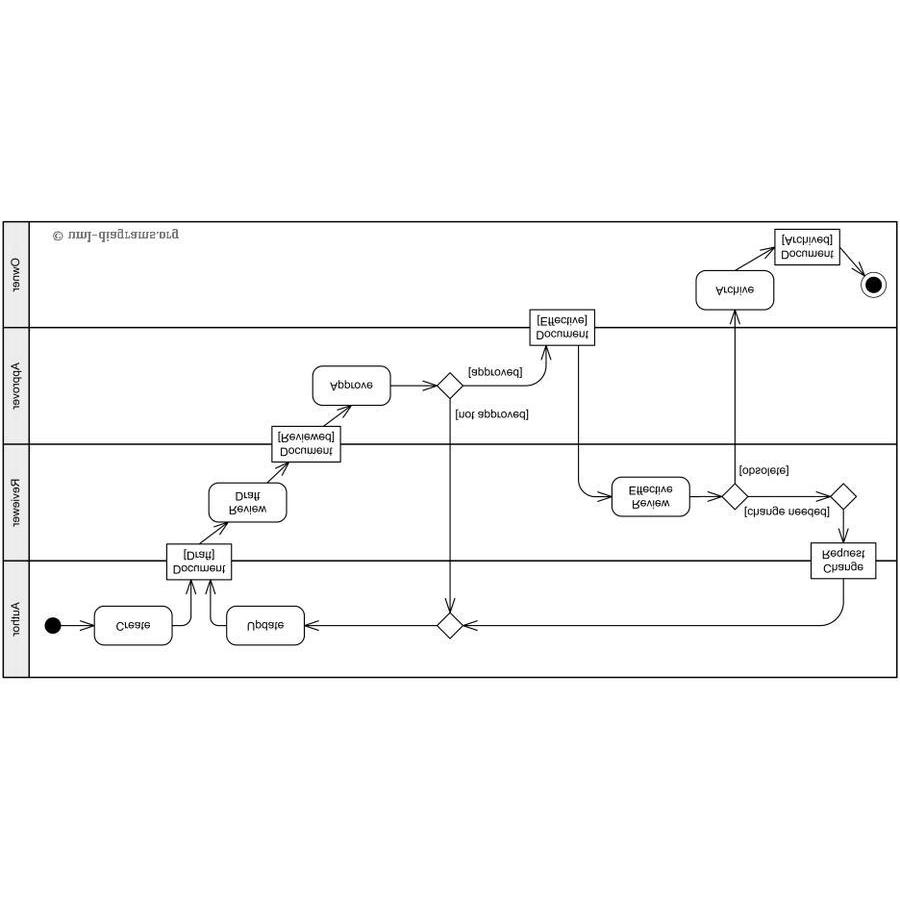 Author
Create
Update
Document
[Draft]
Reviewer
Review
Draft
Document
[Reviewed]
Approver
Approve
[not approved]
[approved]
Document
[Effective]
Review
Effective
[change needed]
[obsolete]
Change
Request
Owner
Archive
Document
[Archived]
© uml-diagrams.org